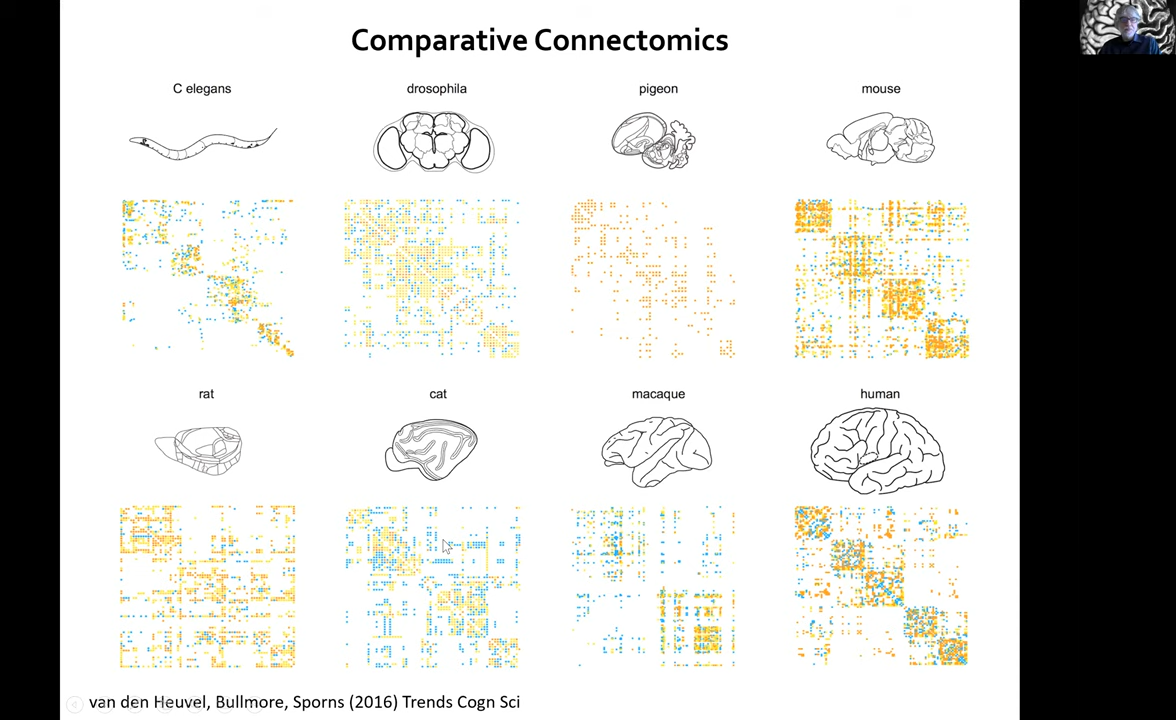 Comparative Connectomics
C elegans
drosophila
pigeon
mouse
rat
cat
macaque
human
van den Heuvel, Bullmore, Sporns (2016) Trends Cogn Sci